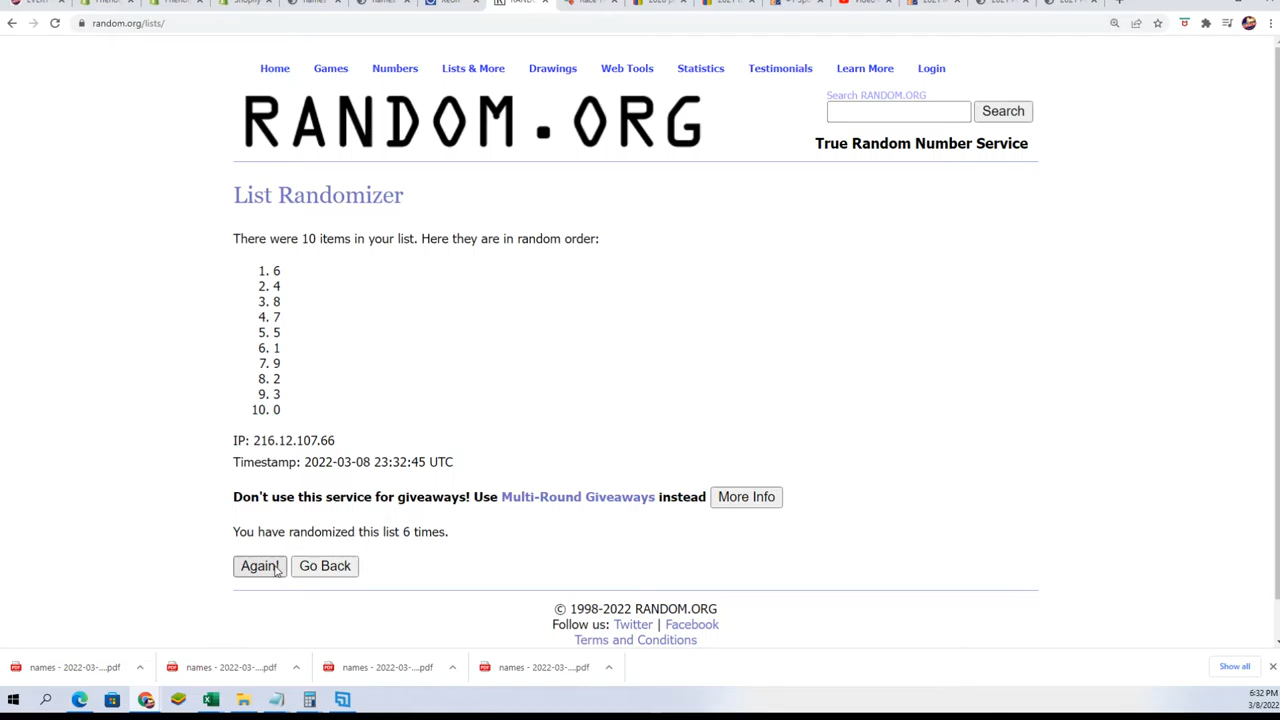 random.org/lists/
Home Games Numbers Lists & More Drawings Web Tools Statistics Testimonials Learn More Login
RANDOM.ORG
Search RANDOM.ORG
Search
True Random Number Service
List Randomizer
There were 10 items in your list. Here they are in random order:
1. 6
2. 4
3. 8
4. 7
5. 5
6. 1
7. 9
8. 2
9. 3
10. 0
IP: 216.12.107.66
Timestamp: 2022-03-08 23:32:45 UTC
Don't use this service for giveaways! Use Multi-Round Giveaways instead More Info
You have randomized this list 6 times.
Again! Go Back
© 1998-2022 RANDOM.ORG
Follow us: Twitter | Facebook
Terms and Conditions
names - 2022-03-....pdf names - 2022-03-....pdf names - 2022-03-....pdf names - 2022-03-....pdf Show all
6:32 PM
3/8/2022